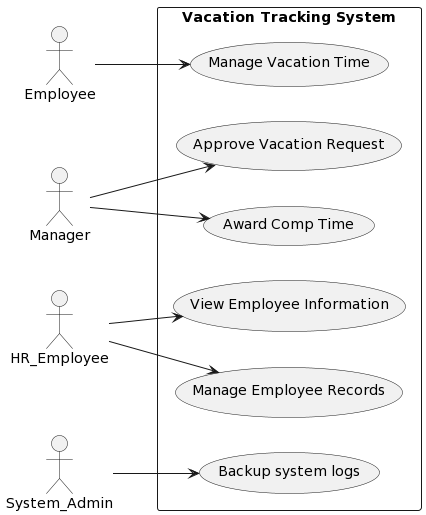 Vacation Tracking System
Employee
Manage Vacation Time
Approve Vacation Request
Manager
Award Comp Time
View Employee Information
HR_Employee
Manage Employee Records
Backup system logs
System_Admin